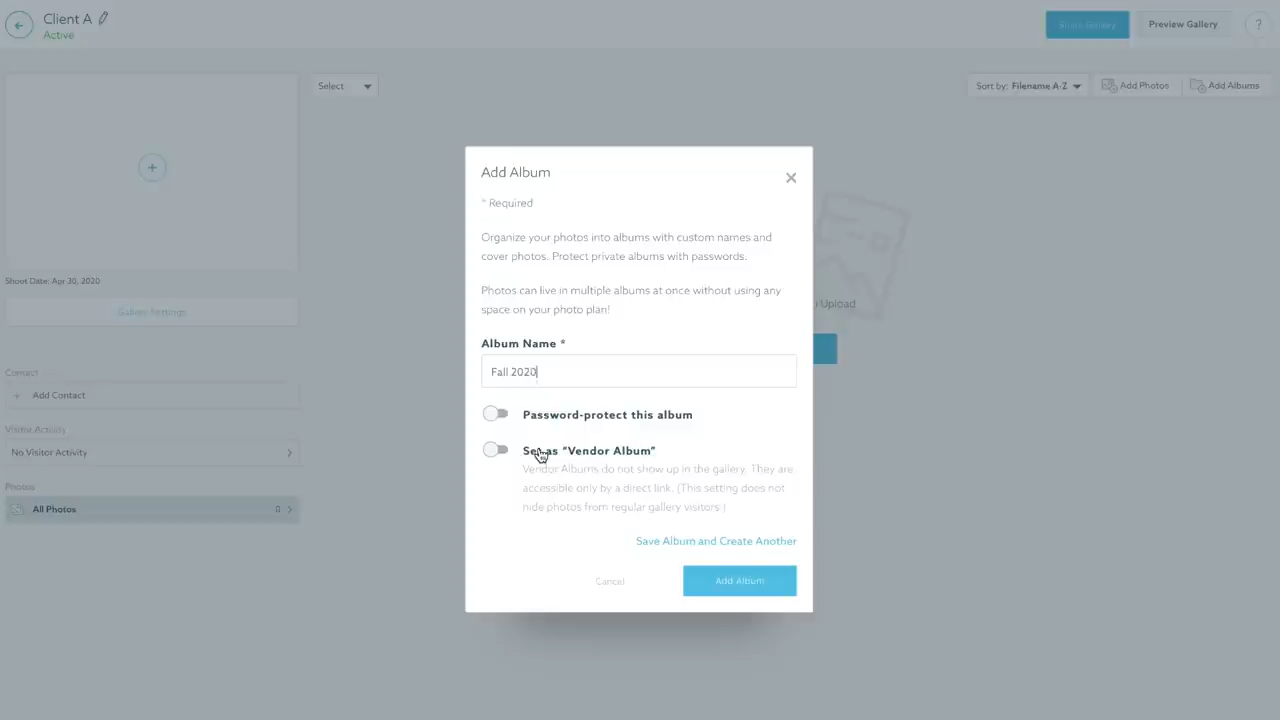 Client A
Active
Share Gallery
Preview Gallery
?
Select
Sort by: Filename A-Z
Add Photos
Add Albums
Add Album
* Required
Organize your photos into albums with custom names and
cover photos. Protect private albums with passwords.
Photos can live in multiple albums at once without using any
space on your photo plan!
Album Name *
Fall 2020
Password-protect this album
Set as "Vendor Album"
Vendor Albums do not show up in the gallery. They are
accessible only by a direct link. (This setting does not
hide photos from regular gallery visitors.)
Save Album and Create Another
Cancel
Add Album
Shoot Date: Apr 30, 2020
Gallery Settings
Contact
+ Add Contact
Visitor Activity
No Visitor Activity
Photos
All Photos 0
Upload